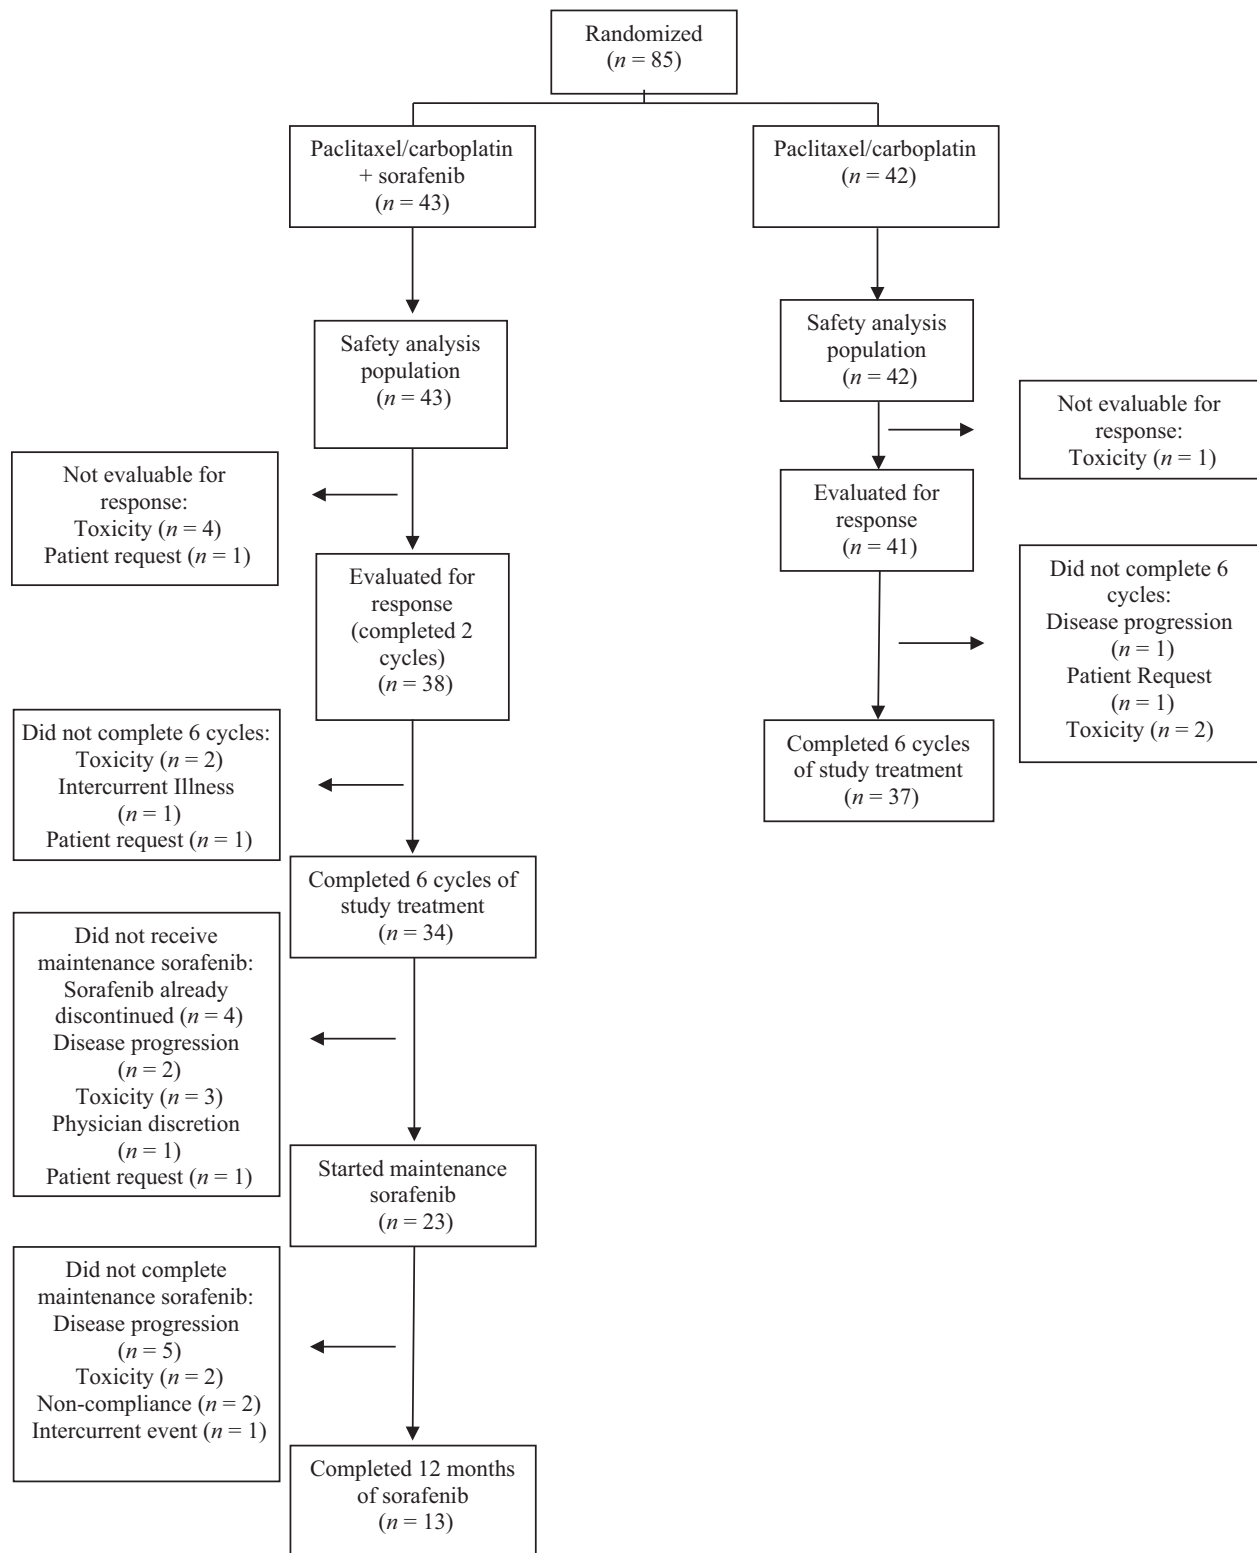 Randomized
(n = 85)
Paclitaxel/carboplatin
+ sorafenib
(n = 43)
Paclitaxel/carboplatin
(n = 42)
Safety analysis
population
(n = 43)
Safety analysis
population
(n = 42)
Not evaluable for
response:
Toxicity (n = 4)
Patient request (n = 1)
Not evaluable for
response:
Toxicity (n = 1)
Evaluated for
response
(completed 2
cycles)
(n = 38)
Evaluated for
response
(n = 41)
Did not complete 6 cycles:
Toxicity (n = 2)
Intercurrent Illness
(n = 1)
Patient request (n = 1)
Did not complete 6
cycles:
Disease progression
(n = 1)
Patient Request
(n = 1)
Toxicity (n = 2)
Completed 6 cycles of
study treatment
(n = 34)
Completed 6 cycles
of study treatment
(n = 37)
Did not receive
maintenance sorafenib:
Sorafenib already
discontinued (n = 4)
Disease progression
(n = 2)
Toxicity (n = 3)
Physician discretion
(n = 1)
Patient request (n = 1)
Started maintenance
sorafenib
(n = 23)
Did not complete
maintenance sorafenib:
Disease progression
(n = 5)
Toxicity (n = 2)
Non-compliance (n = 2)
Intercurrent event (n = 1)
Completed 12 months
of sorafenib
(n = 13)